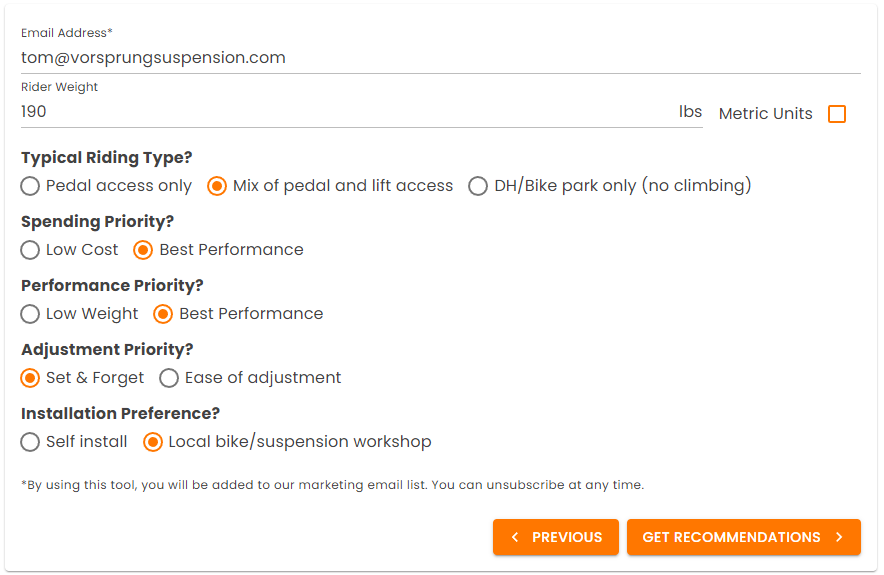 Email Address*
tom@vorsprungsuspension.com
Rider Weight
190 lbs Metric Units
Typical Riding Type?
Pedal access only Mix of pedal and lift access DH/Bike park only (no climbing)
Spending Priority?
Low Cost Best Performance
Performance Priority?
Low Weight Best Performance
Adjustment Priority?
Set & Forget Ease of adjustment
Installation Preference?
Self install Local bike/suspension workshop
*By using this tool, you will be added to our marketing email list. You can unsubscribe at any time.
PREVIOUS GET RECOMMENDATIONS